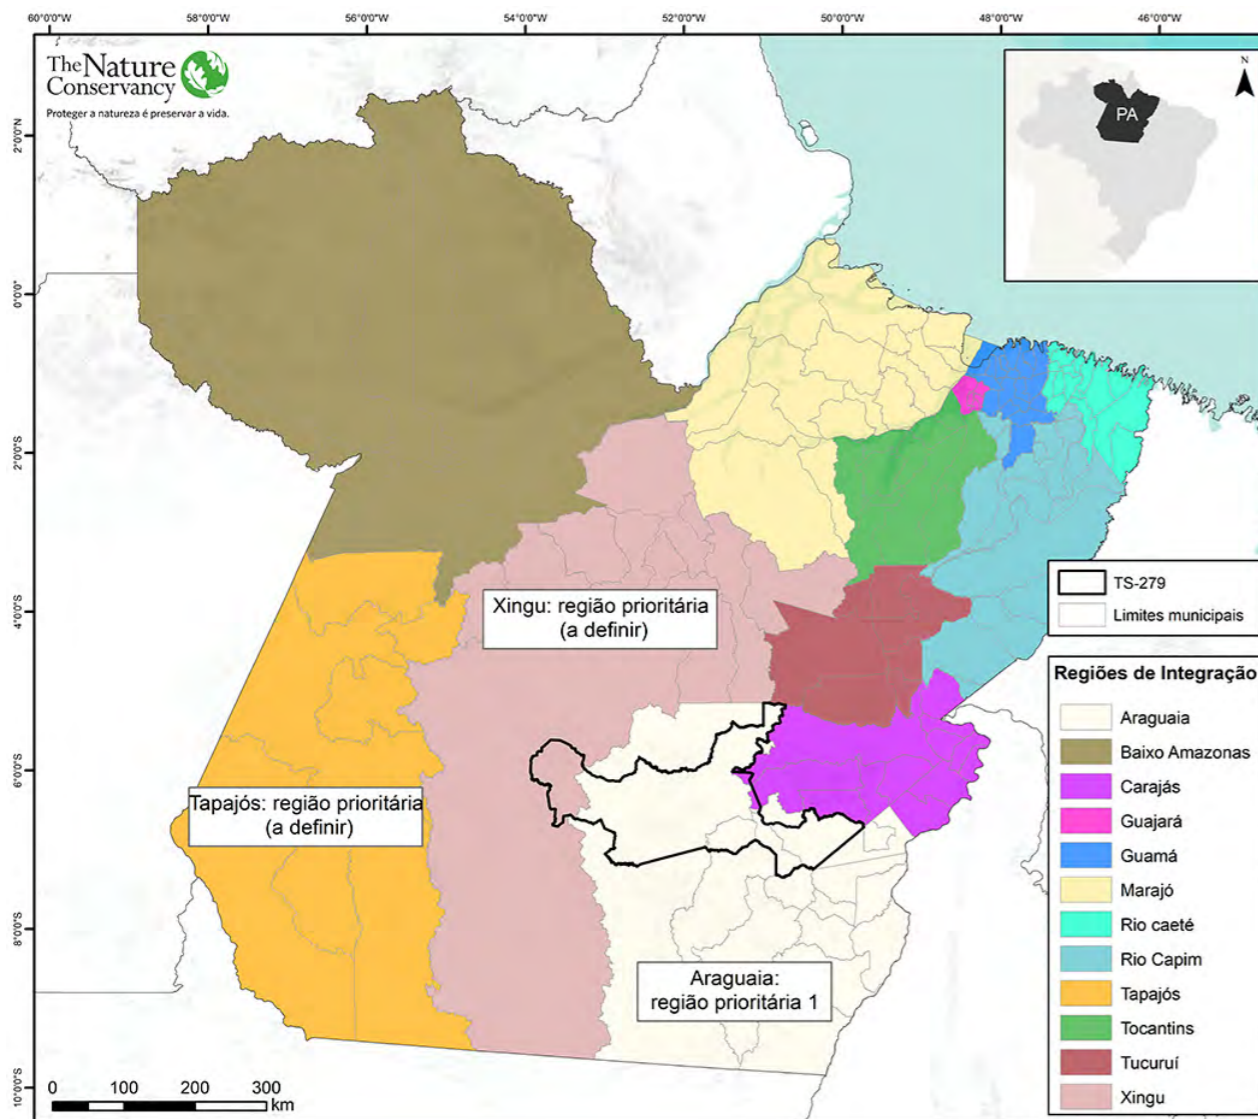 60°0'0"O 58°0'0"O 56°0'0"O 54°0'0"O 52°0'0"O 50°0'0"O 48°0'0"O 46°0'0"O
The Nature
Conservancy
Proteger a natureza é preservar a vida.
N
PA
2°0'0"N
0°0'0"
2°0'0"S
4°0'0"S
6°0'0"S
8°0'0"S
10°0'0"S
Xingu: região prioritária
(a definir)
Tapajós: região prioritária
(a definir)
Araguaia:
região prioritária 1
TS-279
Limites municipais
Regiões de Integração
Araguaia
Baixo Amazonas
Carajás
Guajará
Guamá
Marajó
Rio caeté
Rio Capim
Tapajós
Tocantins
Tucuruí
Xingu
0 100 200 300
km